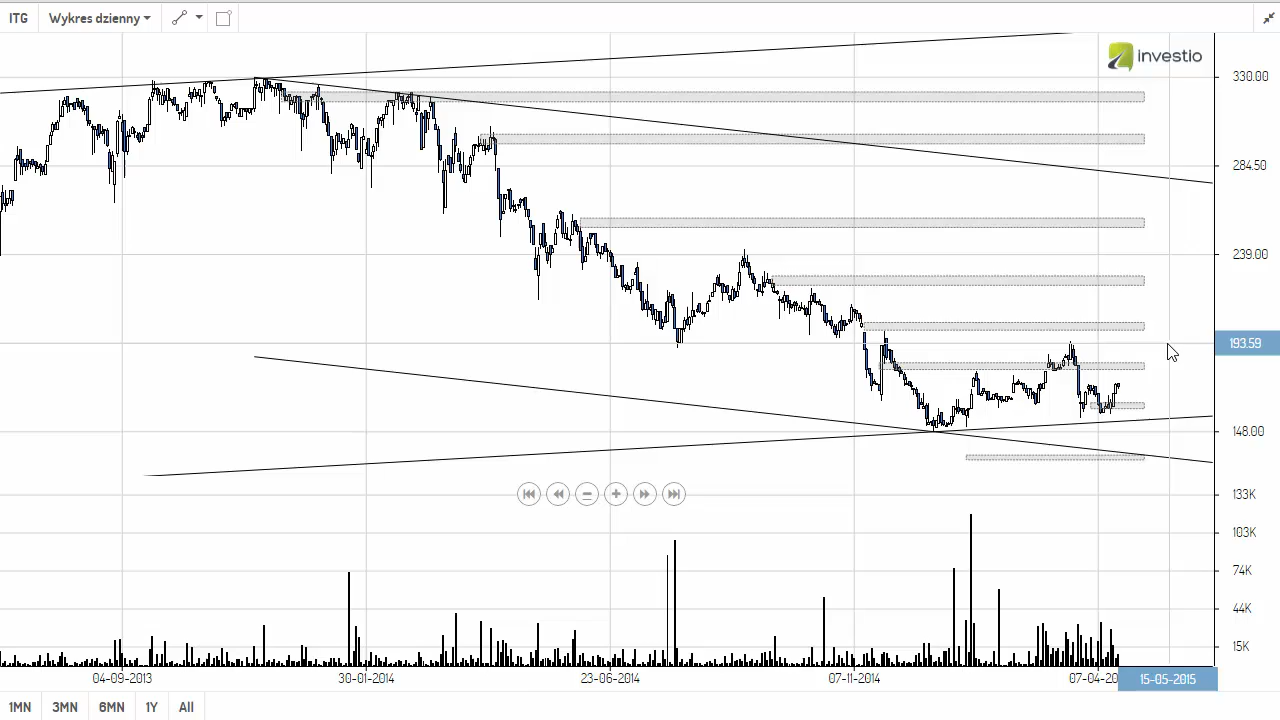 ITG Wykres dzienny
investio
330.00
284.50
239.00
193.59
148.00
133K
103K
74K
44K
15K
04-09-2013 30-01-2014 23-06-2014 07-11-2014 07-04-20 15-05-2015
1MN 3MN 6MN 1Y All